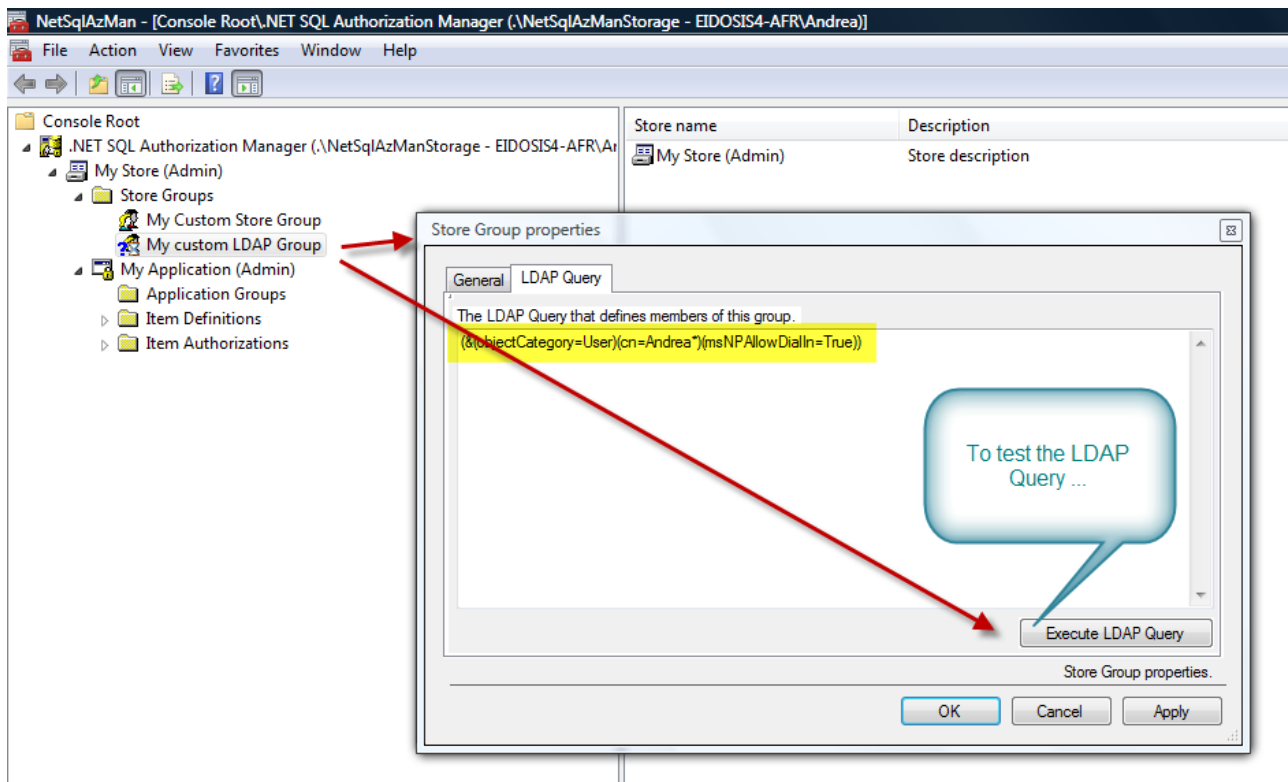 NetSqlAzMan - [Console Root\.NET SQL Authorization Manager (.\NetSqlAzManStorage - EIDOSIS4-AFR\Andrea)]
File Action View Favorites Window Help
Console Root
.NET SQL Authorization Manager (.\NetSqlAzManStorage - EIDOSIS4-AFR\Ar
My Store (Admin)
Store Groups
My Custom Store Group
My custom LDAP Group
My Application (Admin)
Application Groups
Item Definitions
Item Authorizations
Store name Description
My Store (Admin) Store description
Store Group properties
General LDAP Query
The LDAP Query that defines members of this group.
(&(objectCategory=User)(cn=Andrea*)(msNPAllowDialIn=True))
To test the LDAP
Query ...
Execute LDAP Query
Store Group properties.
OK Cancel Apply